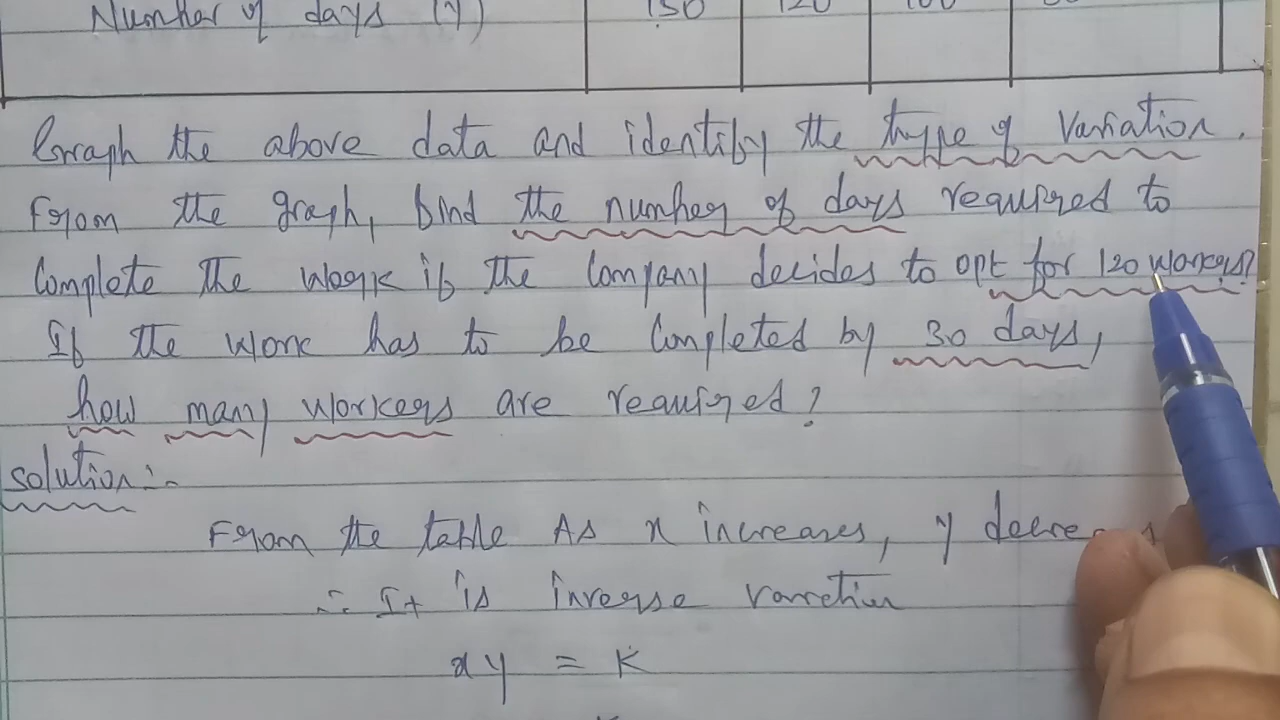 Number of days (y) 150 120
Graph the above data and identify the type of variation.
From the graph, find the number of days required to
Complete the work if the Company decides to opt for 120 workers?
If the work has to be Completed by 30 days,
how many workers are required?
Solution:-
From the table As x increases, y decre
∴ It is inverse variation
xy = K